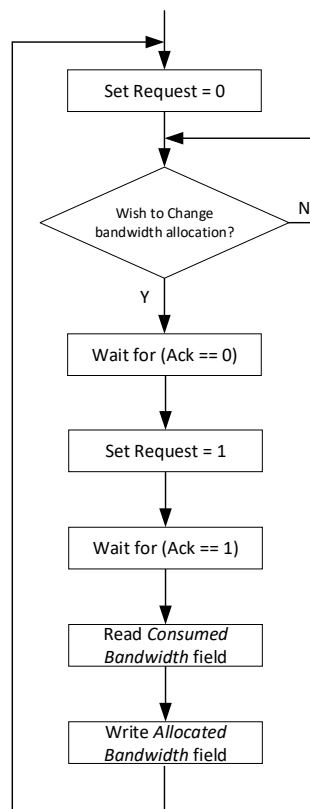 Set Request = 0
Wish to Change
bandwidth allocation?
N
Y
Wait for (Ack == 0)
Set Request = 1
Wait for (Ack == 1)
Read Consumed
Bandwidth field
Write Allocated
Bandwidth field